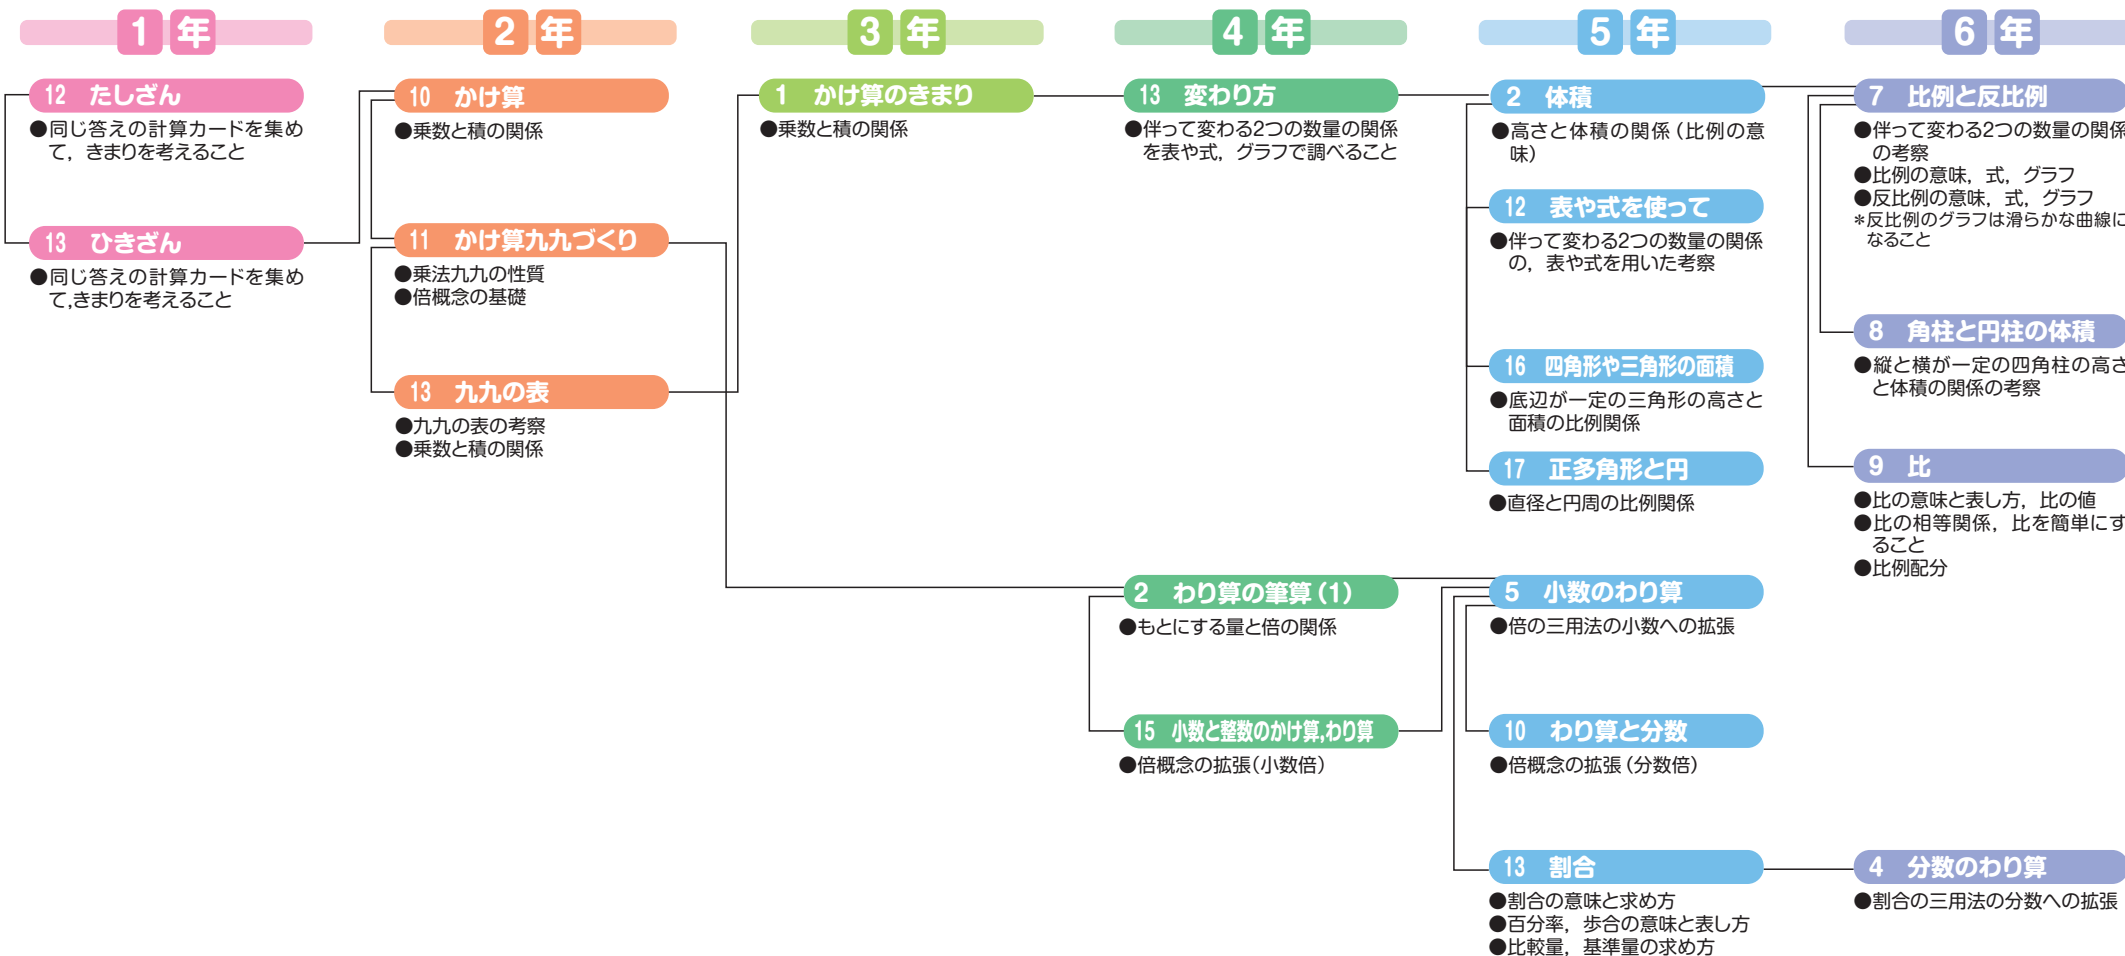 1年
12 たしざん
●同じ答えの計算カードを集め
て，きまりを考えること
13 ひきざん
●同じ答えの計算カードを集め
て,きまりを考えること
2年
10 かけ算
●乗数と積の関係
11 かけ算九九づくり
●乗法九九の性質
●倍概念の基礎
13 九九の表
●九九の表の考察
●乗数と積の関係
3年
1 かけ算のきまり
●乗数と積の関係
4年
13 変わり方
●伴って変わる2つの数量の関係
を表や式，グラフで調べること
2 わり算の筆算（1）
●もとにする量と倍の関係
15 小数と整数のかけ算,わり算
●倍概念の拡張（小数倍）
5年
2 体積
●高さと体積の関係（比例の意
味）
12 表や式を使って
●伴って変わる2つの数量の関係
の，表や式を用いた考察
16 四角形や三角形の面積
●底辺が一定の三角形の高さと
面積の比例関係
17 正多角形と円
●直径と円周の比例関係
5 小数のわり算
●倍の三用法の小数への拡張
10 わり算と分数
●倍概念の拡張（分数倍）
13 割合
●割合の意味と求め方
●百分率，歩合の意味と表し方
●比較量，基準量の求め方
6年
7 比例と反比例
●伴って変わる2つの数量の関係
の考察
●比例の意味，式，グラフ
●反比例の意味，式，グラフ
*反比例のグラフは滑らかな曲線に
なること
8 角柱と円柱の体積
●縦と横が一定の四角柱の高さ
と体積の関係の考察
9 比
●比の意味と表し方，比の値
●比の相等関係，比を簡単にす
ること
●比例配分
4 分数のわり算
●割合の三用法の分数への拡張